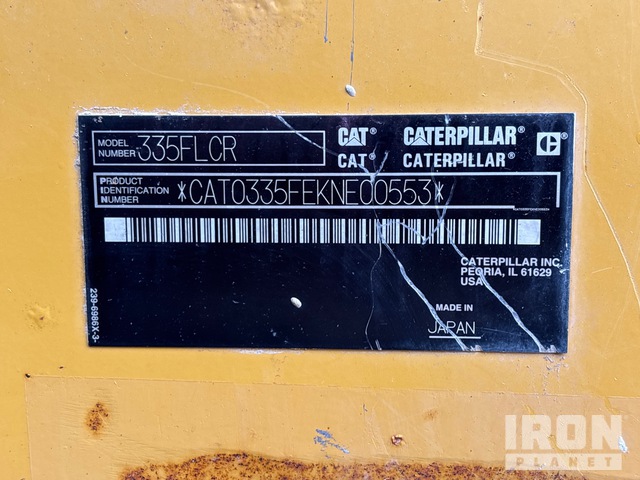 MODEL NUMBER 335FLCR
CAT® CATERPILLAR®
CAT® CATERPILLAR®
PRODUCT IDENTIFICATION NUMBER *CAT0335FEKNE00553*
CATERPILLAR INC.
PEORIA, IL 61629
USA
MADE IN
JAPAN
239-6986X-3
IRON
PLANET